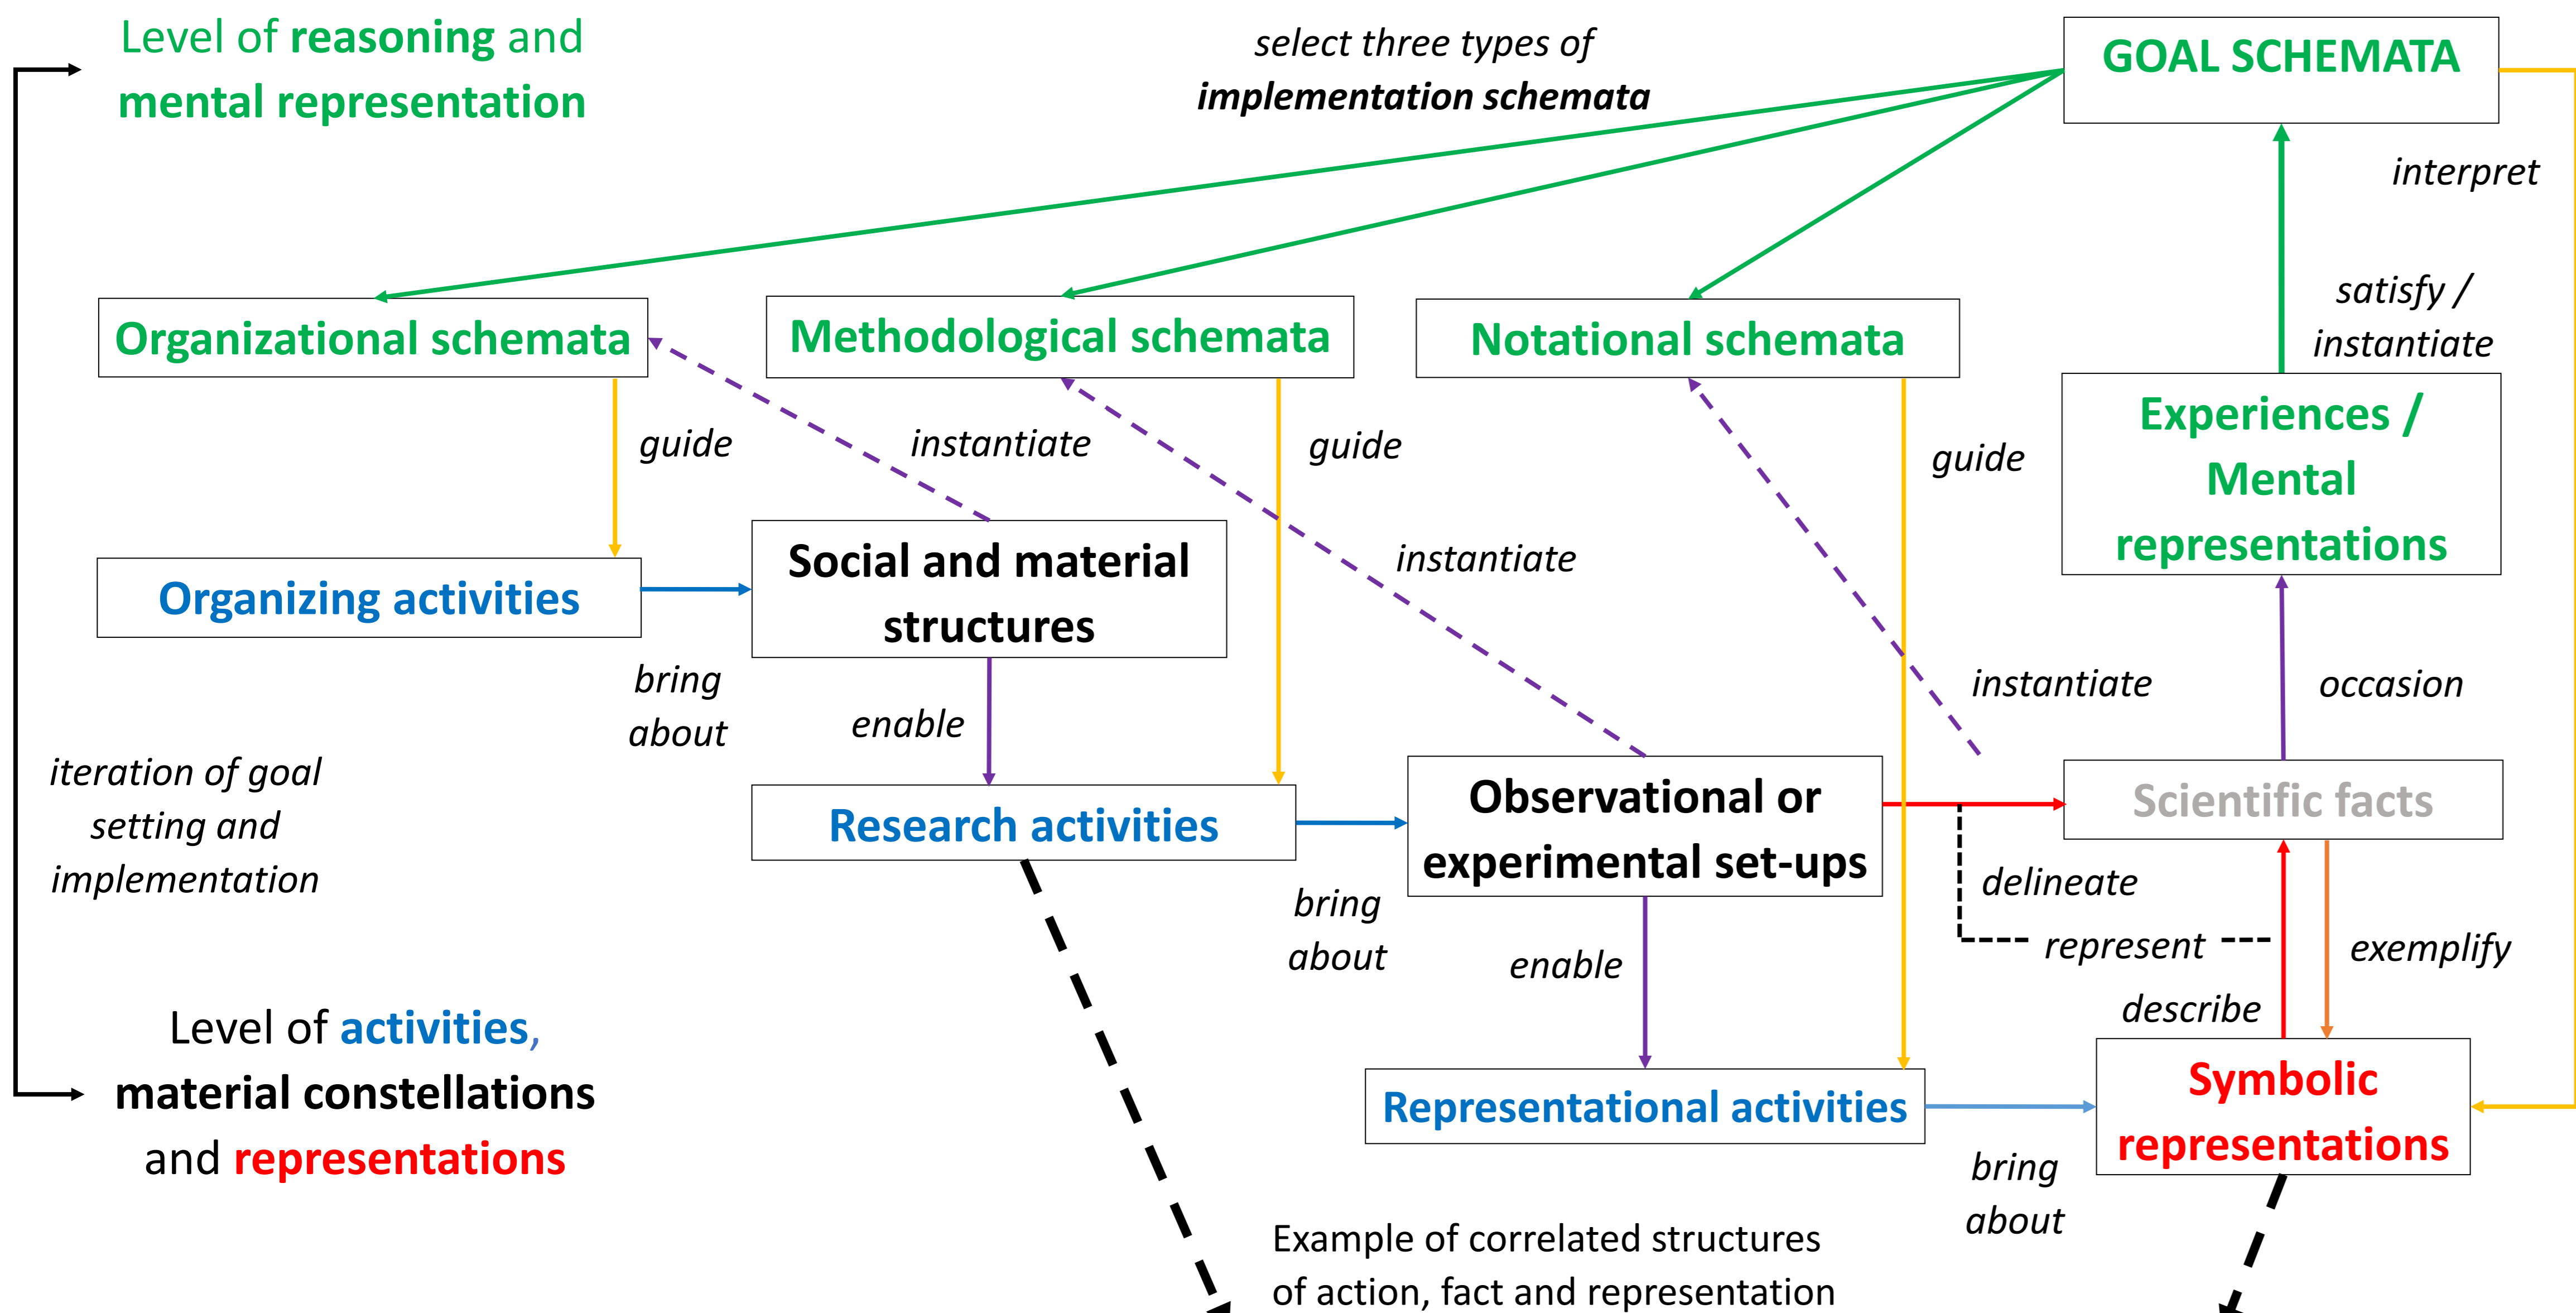 Level of reasoning and
mental representation
select three types of
implementation schemata
GOAL SCHEMATA
interpret
satisfy /
instantiate
Organizational schemata
Methodological schemata
Notational schemata
Experiences /
Mental
representations
guide
instantiate
guide
guide
Organizing activities
Social and material
structures
instantiate
bring
about
enable
instantiate
occasion
iteration of goal
setting and
implementation
Research activities
Observational or
experimental set-ups
Scientific facts
bring
about
enable
delineate
represent
exemplify
describe
Level of activities,
material constellations
and representations
Representational activities
Symbolic
representations
bring
about
Example of correlated structures
of action, fact and representation